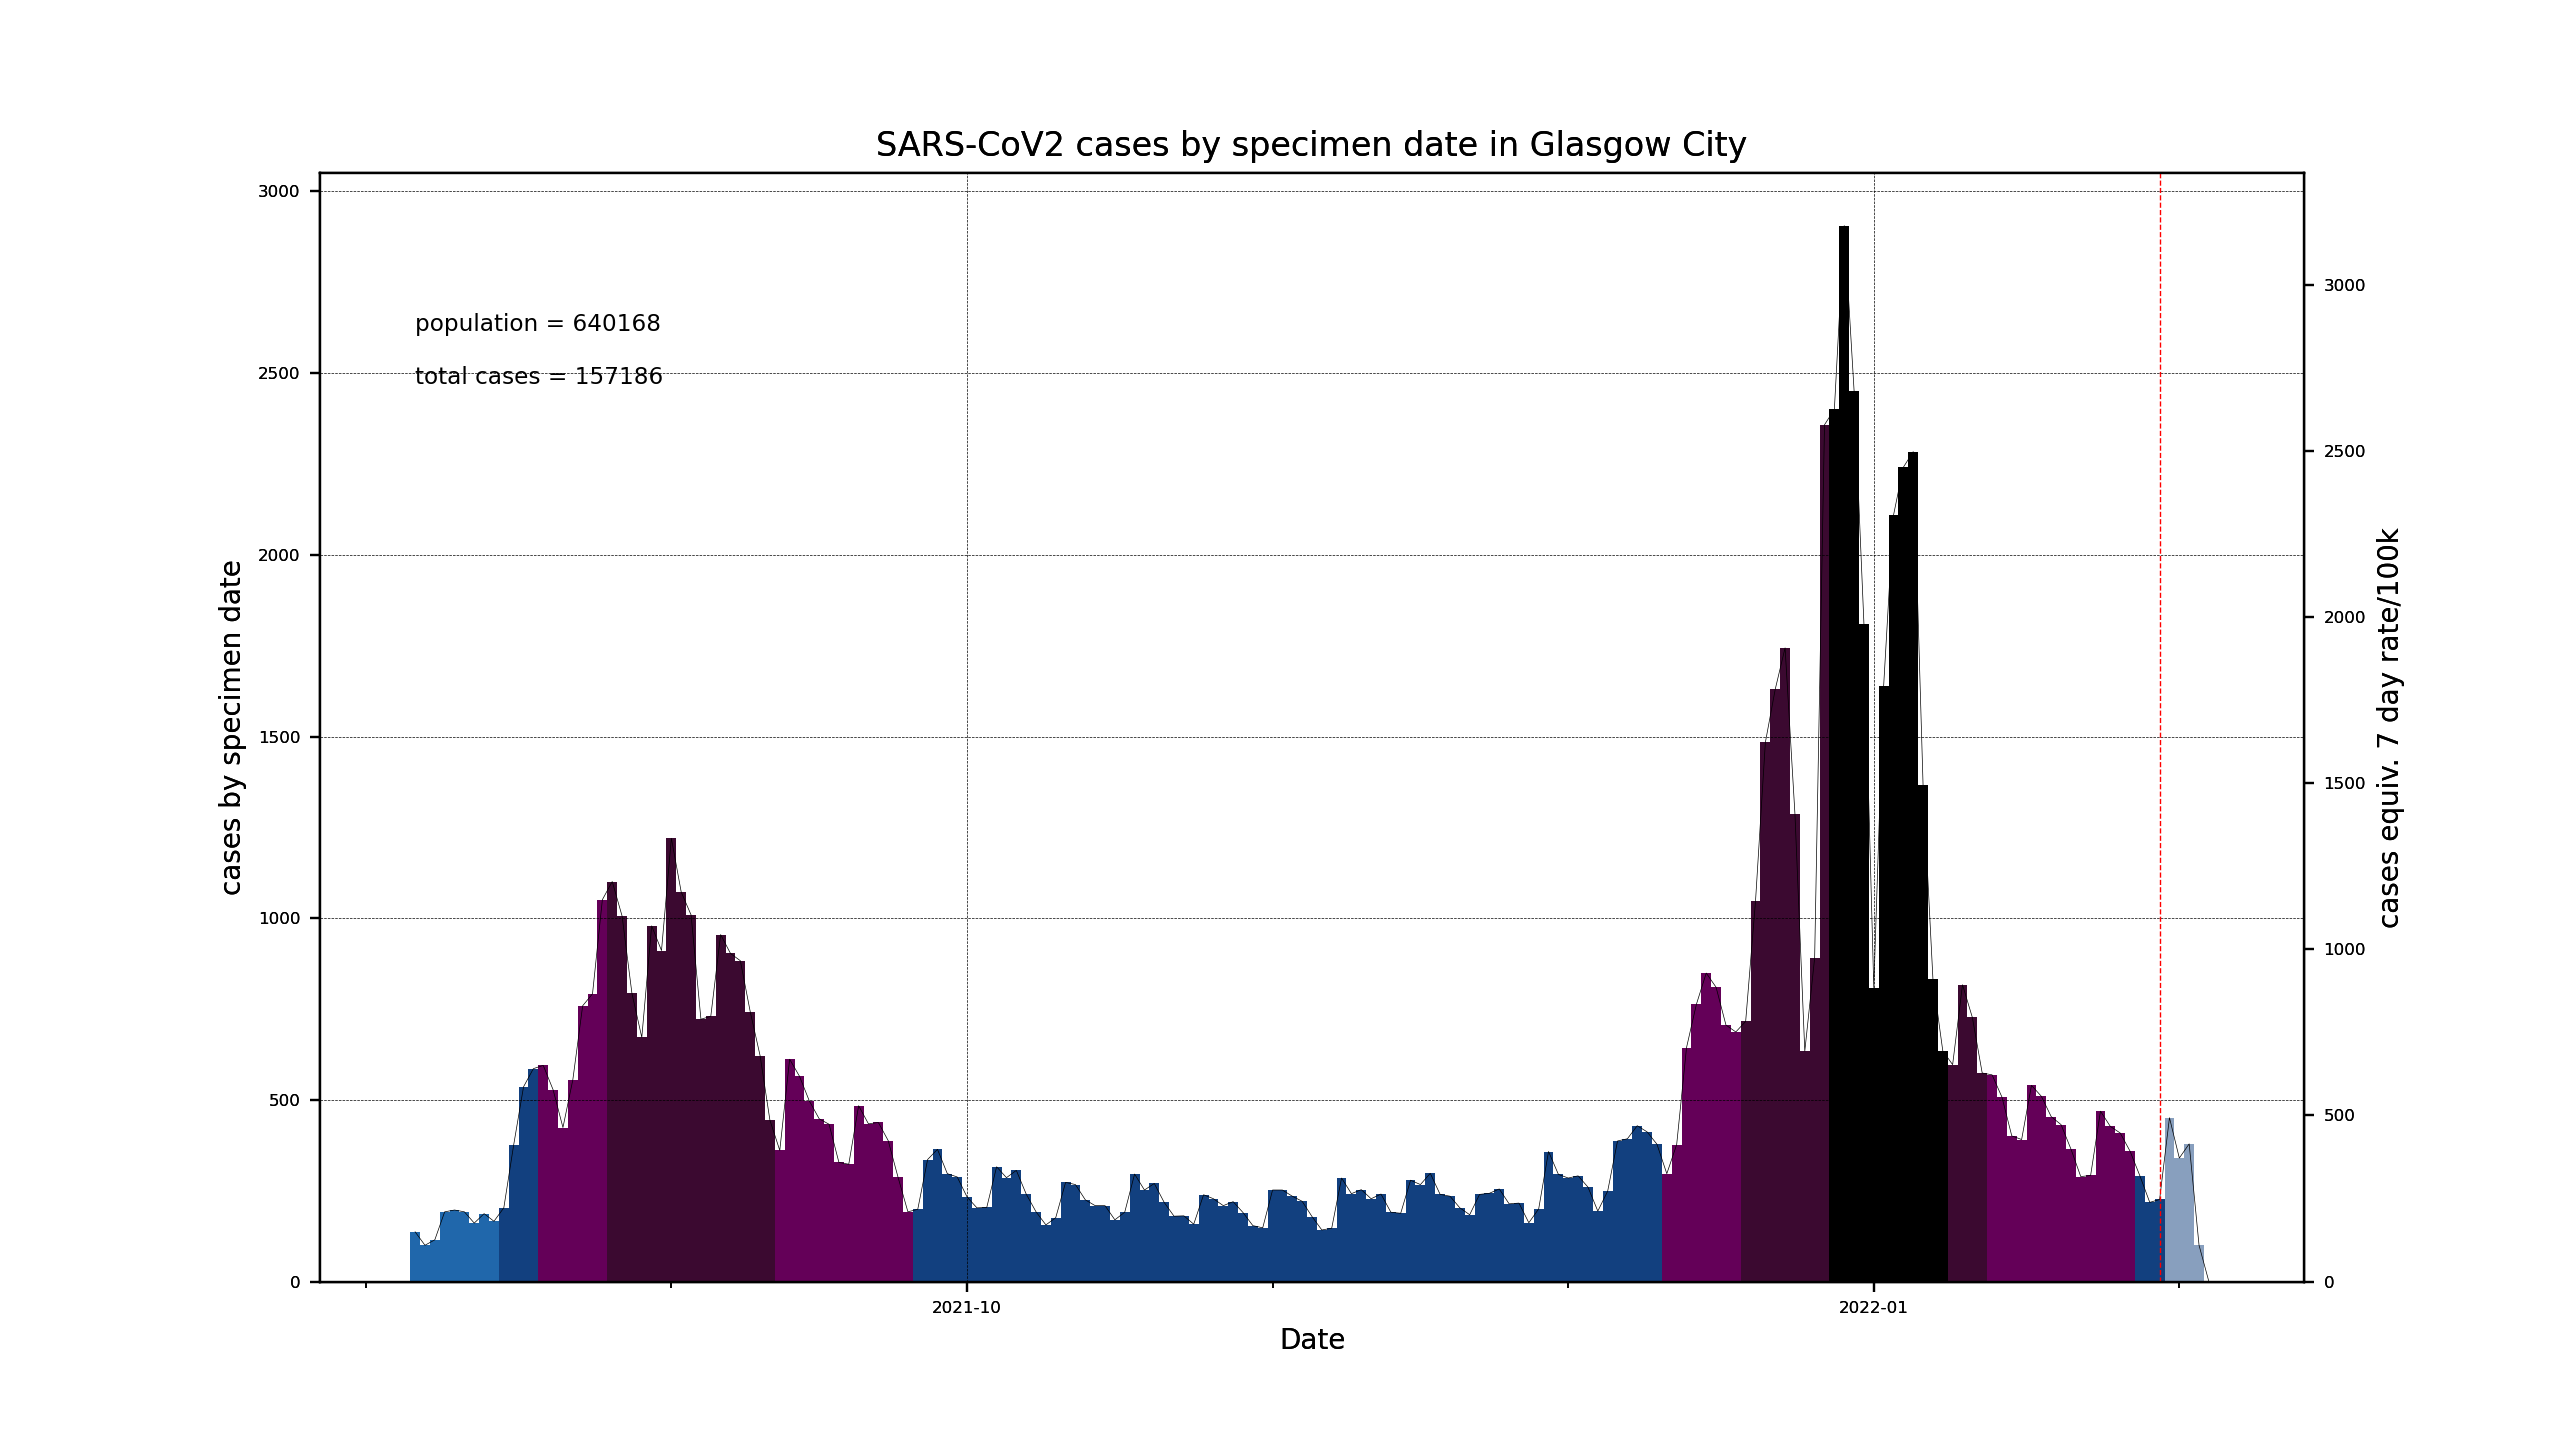 SARS-CoV2 cases by specimen date in Glasgow City
population = 640168
total cases = 157186
cases by specimen date
3000
2500
2000
1500
1000
500
0
3000
2500
2000
1500
1000
500
0
cases equiv. 7 day rate/100k
2021-10
2022-01
Date